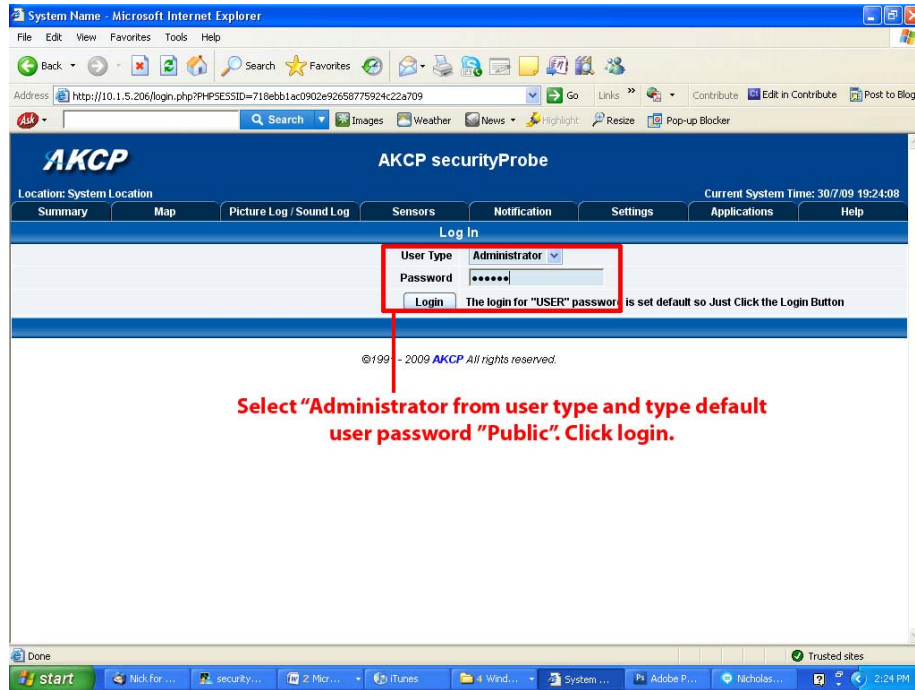 System Name - Microsoft Internet Explorer
File Edit View Favorites Tools Help
Back Search Favorites
Address http://10.1.5.206/login.php?PHPSESSID=718ebb1ac0902e92658775924c22a709 Go Links » Contribute Edit in Contribute Post to Blog
Ask Search Images Weather News Highlight Resize Pop-up Blocker
AKCP AKCP securityProbe
Location: System Location Current System Time: 30/7/09 19:24:08
Summary Map Picture Log / Sound Log Sensors Notification Settings Applications Help
Log In
User Type Administrator
Password ••••••
Login The login for "USER" password is set default so Just Click the Login Button
- 2009 AKCP All rights reserved.
Select “Administrator from user type and type default
user password ”Public”. Click login.
Done Trusted sites
start Nick for ... security... 2 Micr... iTunes 4 Wind... System ... Adobe P... Nicholas... 2:24 PM